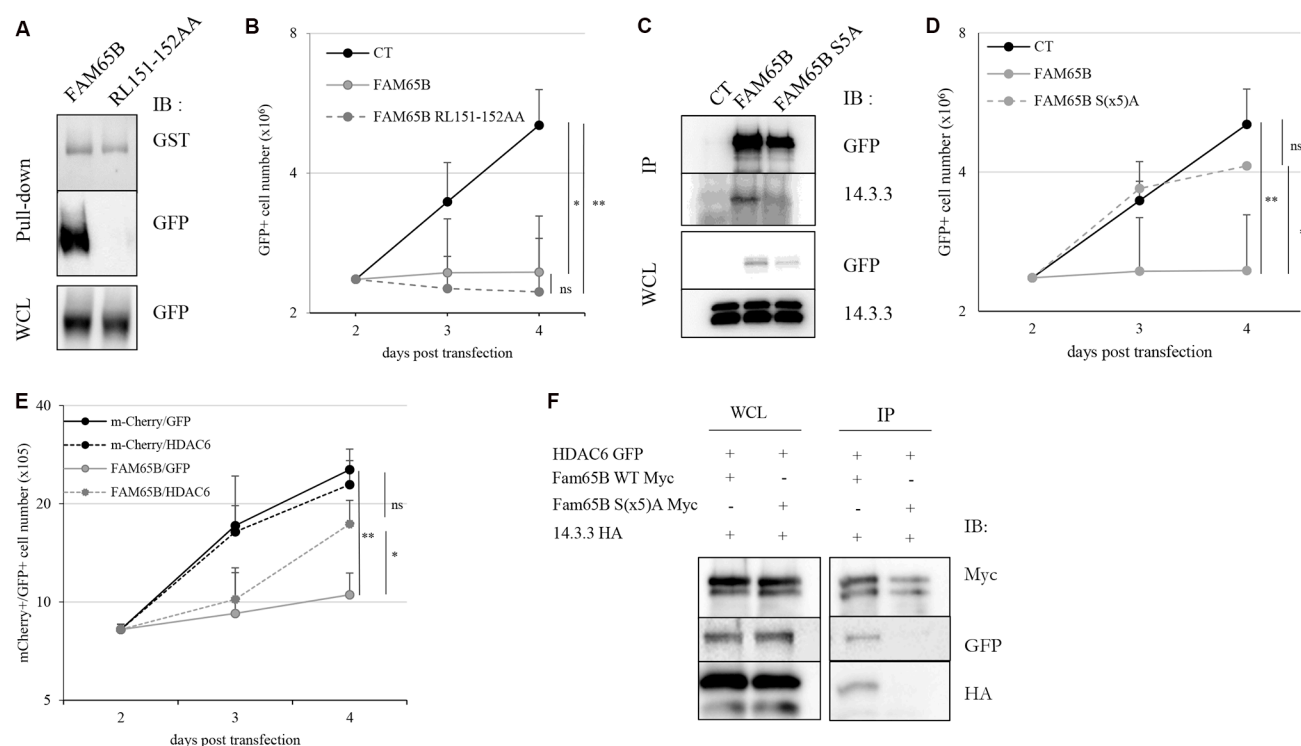 A
FAM65B
RL151-152AA
IB :
Pull-down
GST
GFP
WCL
GFP
B
8
4
2
GFP+ cell number (x10⁶)
CT
FAM65B
FAM65B RL151-152AA
*
**
ns
2
3
4
days post transfection
C
CT
FAM65B
FAM65B S5A
IB :
IP
GFP
14.3.3
WCL
GFP
14.3.3
D
8
4
2
GFP+ cell number (x10⁶)
CT
FAM65B
FAM65B S(x5)A
ns
**
*
2
3
4
days post transfection
E
40
20
10
5
mCherry+/GFP+ cell number (x105)
m-Cherry/GFP
m-Cherry/HDAC6
FAM65B/GFP
FAM65B/HDAC6
ns
**
*
2
3
4
days post transfection
F
WCL
IP
HDAC6 GFP + + + +
Fam65B WT Myc + - + -
Fam65B S(x5)A Myc - + - +
14.3.3 HA + + + +
IB:
Myc
GFP
HA